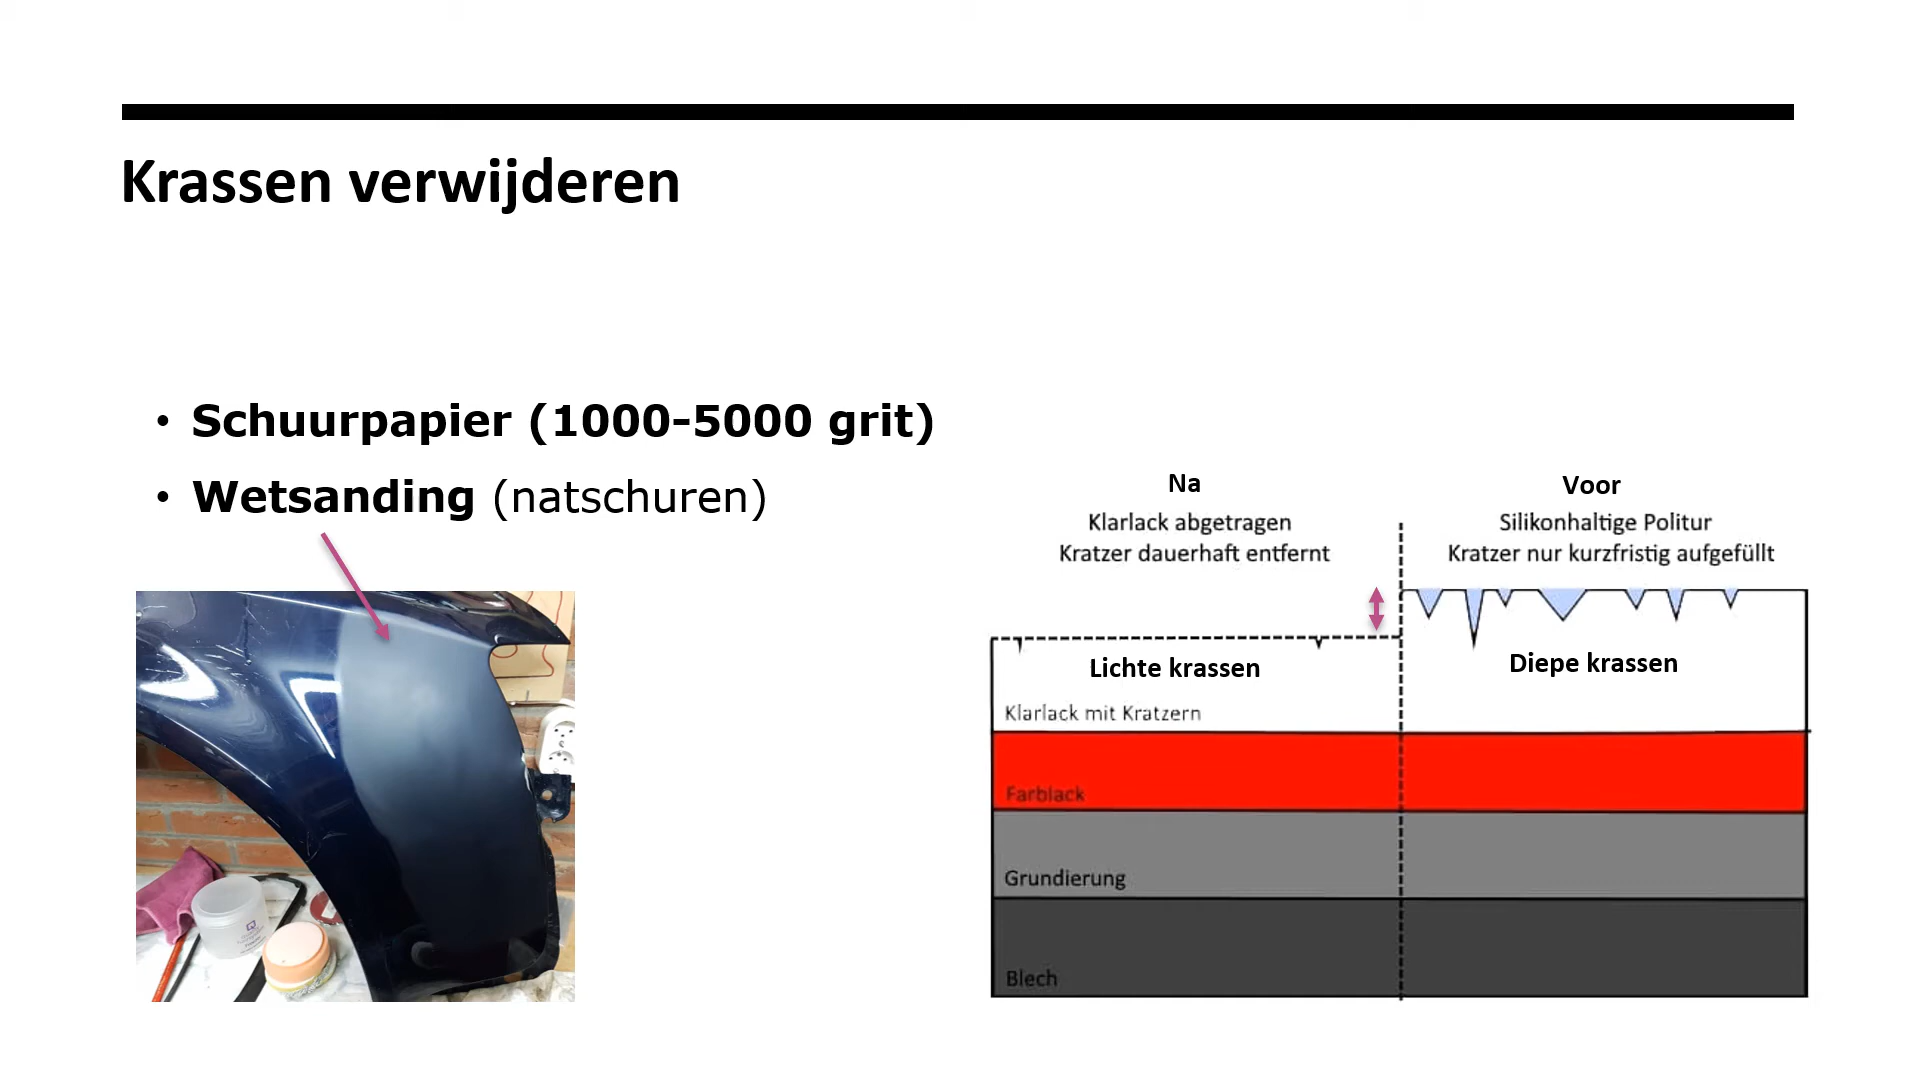 Krassen verwijderen
• Schuurpapier (1000-5000 grit)
• Wetsanding (natschuren)
Na
Klarlack abgetragen
Kratzer dauerhaft entfernt
Voor
Silikonhaltige Politur
Kratzer nur kurzfristig aufgefüllt
Lichte krassen
Diepe krassen
Klarlack mit Kratzern
Farblack
Grundierung
Blech